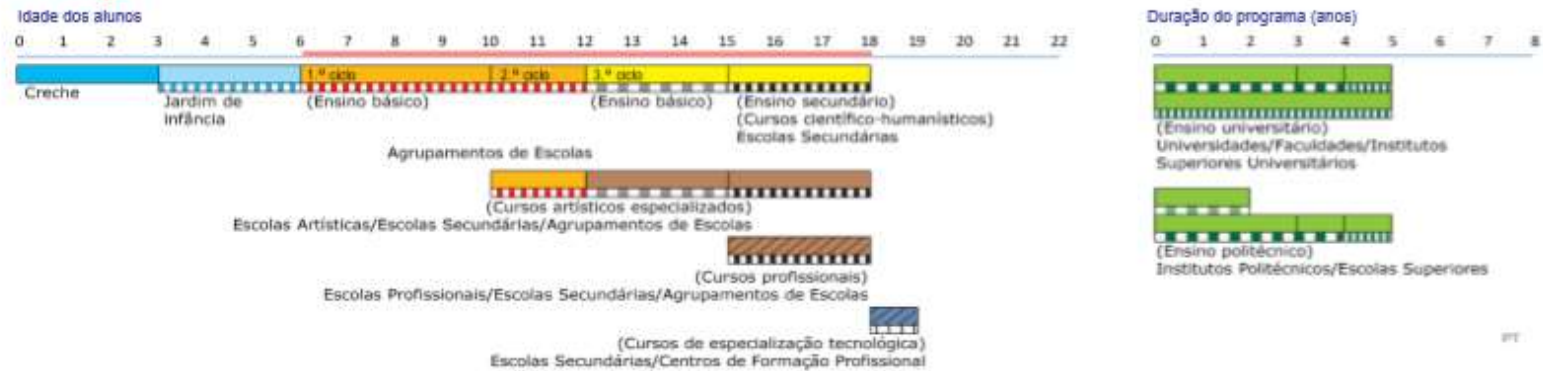 Idade dos alunos
0 1 2 3 4 5 6 7 8 9 10 11 12 13 14 15 16 17 18 19 20 21 22
1.º ciclo 2.º ciclo 3.º ciclo
Creche
Jardim de
infância
(Ensino básico)
(Ensino básico)
(Ensino secundário)
(Cursos científico-humanísticos)
Escolas Secundárias
Agrupamentos de Escolas
(Cursos artísticos especializados)
Escolas Artísticas/Escolas Secundárias/Agrupamentos de Escolas
(Cursos profissionais)
Escolas Profissionais/Escolas Secundárias/Agrupamentos de Escolas
(Cursos de especialização tecnológica)
Escolas Secundárias/Centros de Formação Profissional
Duração do programa (anos)
0 1 2 3 4 5 6 7 8
(Ensino universitário)
Universidades/Faculdades/Institutos
Superiores Universitários
(Ensino politécnico)
Institutos Politécnicos/Escolas Superiores
PT